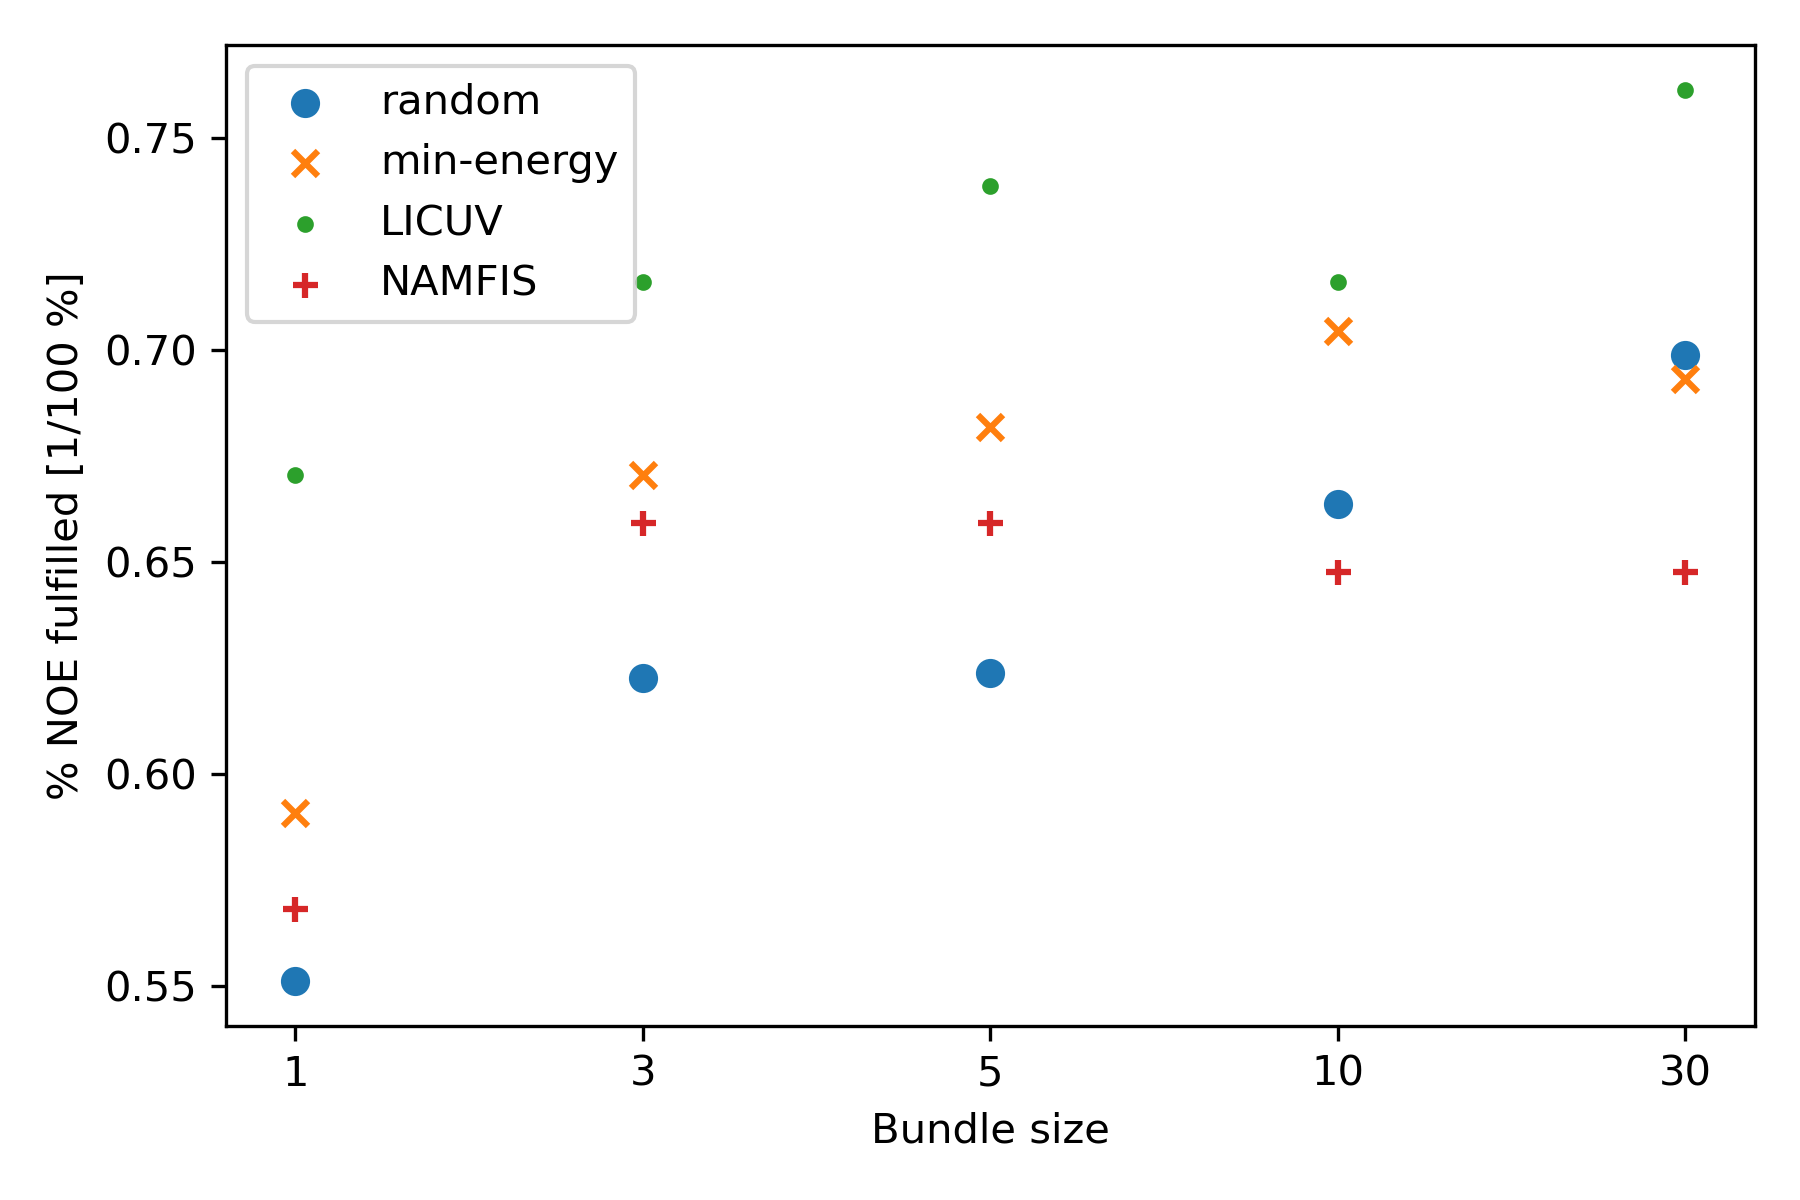 random
min-energy
LICUV
NAMFIS
% NOE fulfilled [1/100 %]
0.75
0.70
0.65
0.60
0.55
1 3 5 10 30
Bundle size